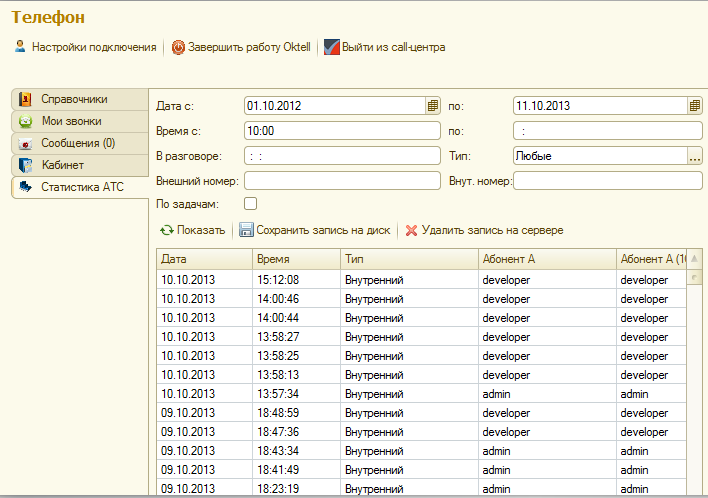 Телефон
Настройки подключения Завершить работу Oktell Выйти из call-центра
Справочники
Мои звонки
Сообщения (0)
Кабинет
Статистика АТС
Дата с: 01.10.2012 по: 11.10.2013
Время с: 10:00 по: :
В разговоре: : : Тип: Любые ...
Внешний номер: Внут. номер:
По задачам:
Показать Сохранить запись на диск Удалить запись на сервере
Дата Время Тип Абонент А Абонент А (1
10.10.2013 15:12:08 Внутренний developer developer
10.10.2013 14:00:46 Внутренний developer developer
10.10.2013 14:00:44 Внутренний developer developer
10.10.2013 13:58:27 Внутренний developer developer
10.10.2013 13:58:25 Внутренний developer developer
10.10.2013 13:58:13 Внутренний developer developer
10.10.2013 13:57:34 Внутренний admin admin
09.10.2013 18:48:59 Внутренний developer developer
09.10.2013 18:47:36 Внутренний developer developer
09.10.2013 18:43:34 Внутренний admin admin
09.10.2013 18:41:49 Внутренний admin admin
09.10.2013 18:23:19 Внутренний admin admin